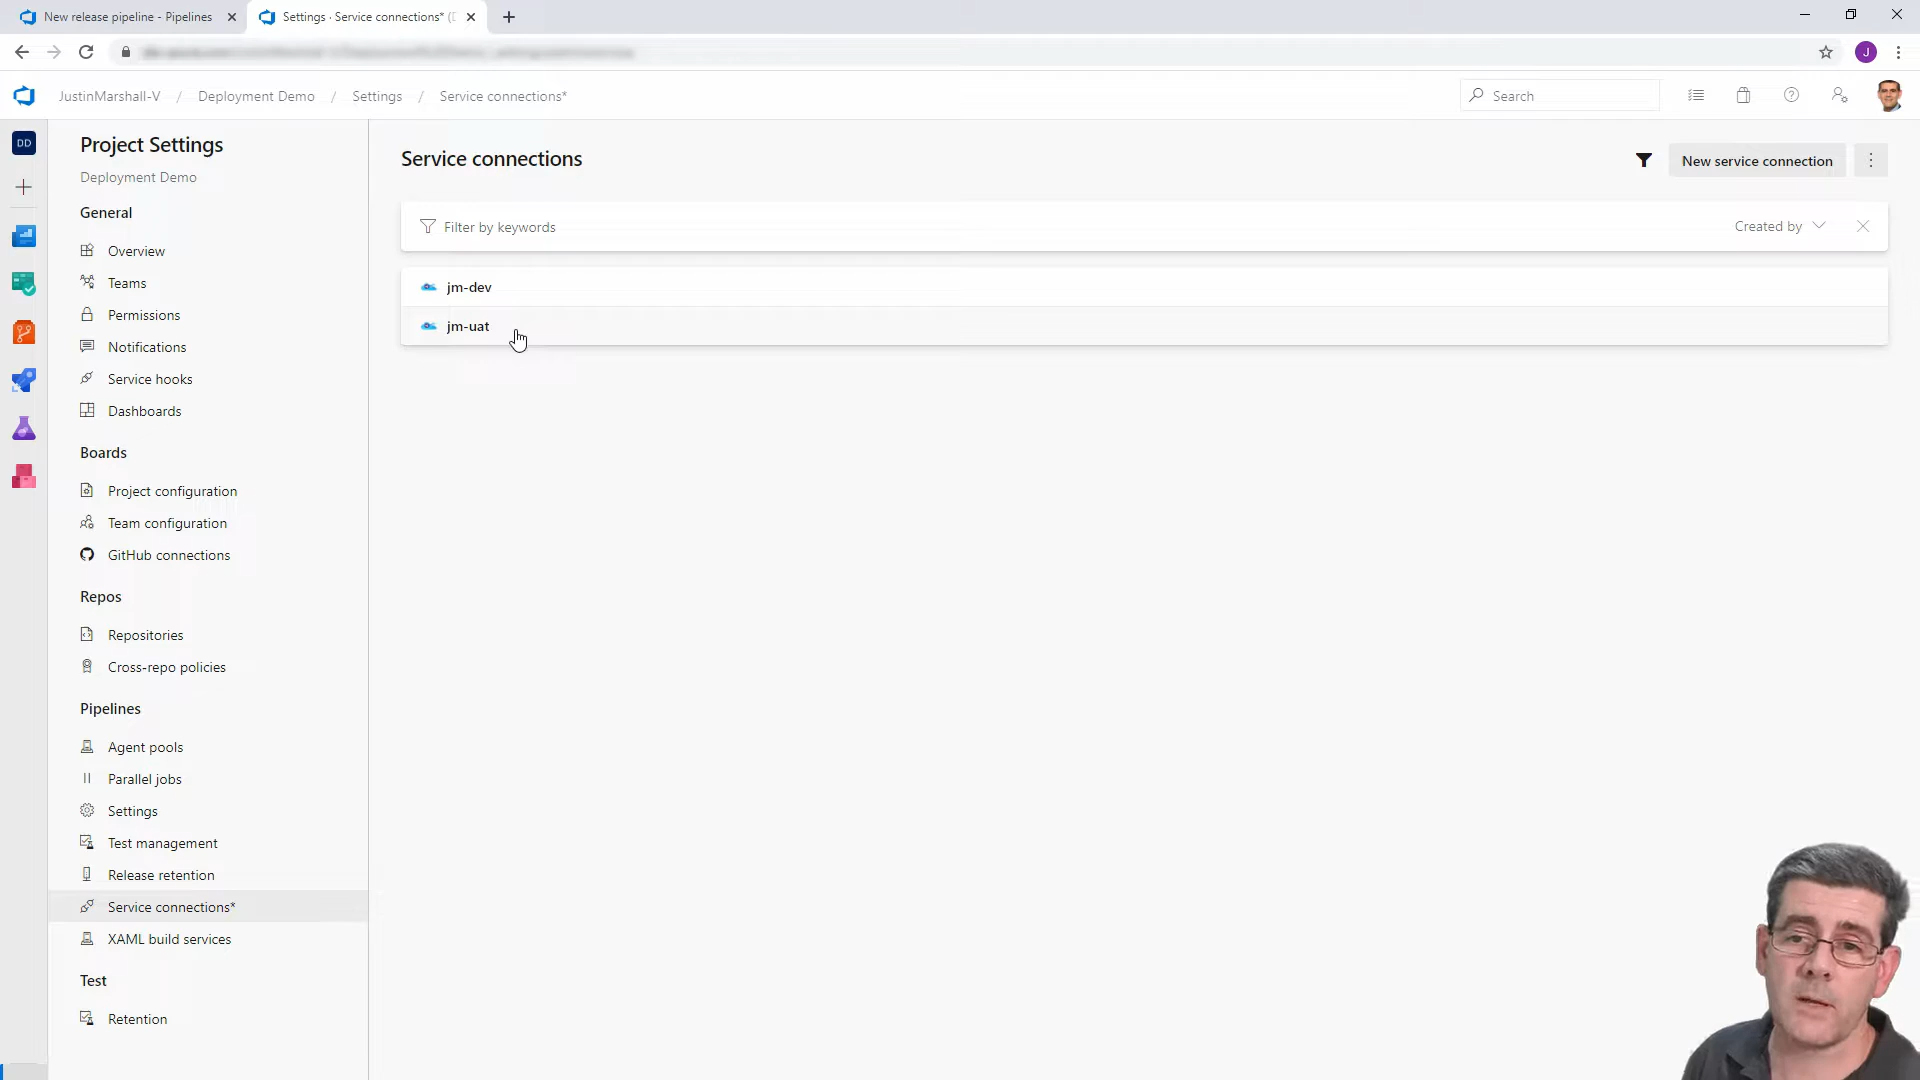 New release pipeline - Pipelines
Settings · Service connections* (
J
JustinMarshall-V / Deployment Demo / Settings / Service connections*
Search
DD
Project Settings
Deployment Demo
General
Overview
Teams
Permissions
Notifications
Service hooks
Dashboards
Boards
Project configuration
Team configuration
GitHub connections
Repos
Repositories
Cross-repo policies
Pipelines
Agent pools
Parallel jobs
Settings
Test management
Release retention
Service connections*
XAML build services
Test
Retention
Service connections
New service connection
Filter by keywords
Created by
jm-dev
jm-uat